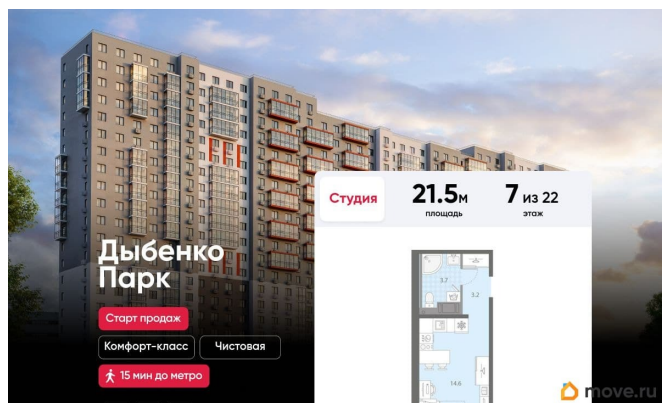 Студия
21.5м
площадь
7 из 22
этаж
Дыбенко
Парк
Старт продаж
Комфорт-класс
Чистовая
15 мин до метро
3.7
3.2
14.6
move.ru